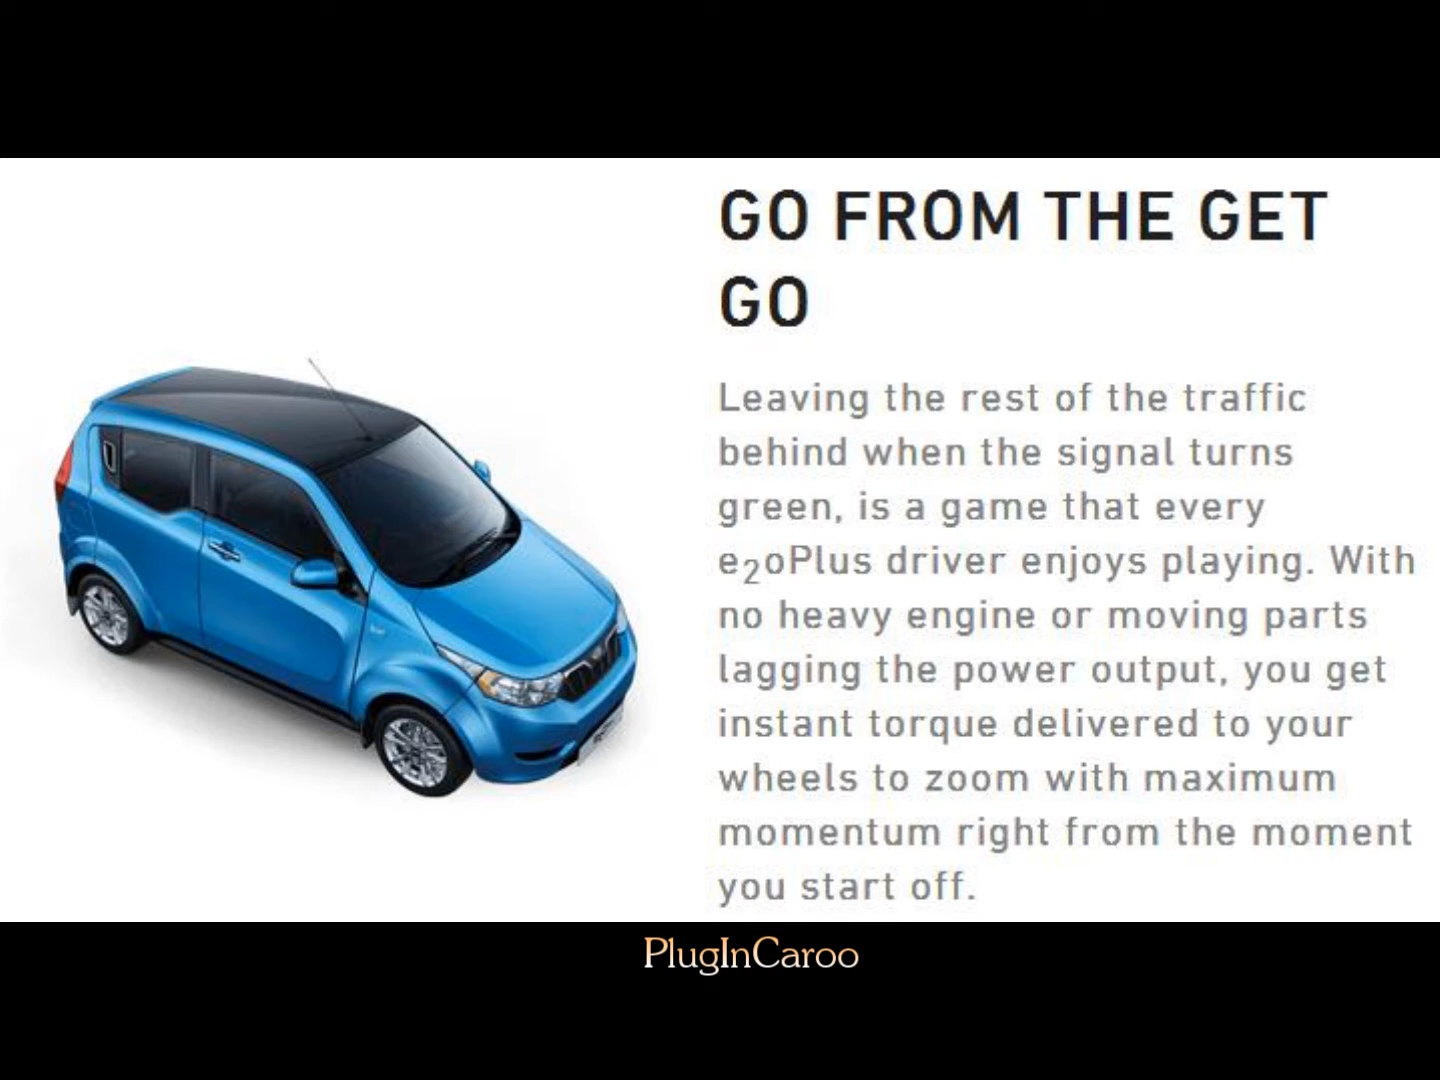 GO FROM THE GET
GO
Leaving the rest of the traffic
behind when the signal turns
green, is a game that every
e₂oPlus driver enjoys playing. With
no heavy engine or moving parts
lagging the power output, you get
instant torque delivered to your
wheels to zoom with maximum
momentum right from the moment
you start off.
PlugInCaroo